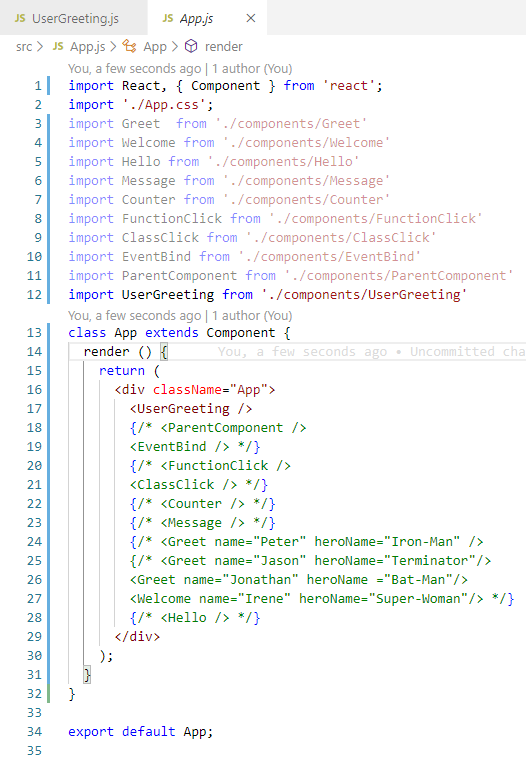 JS UserGreeting.js JS App.js ×
src > JS App.js > App > render
You, a few seconds ago | 1 author (You)
1 import React, { Component } from 'react';
2 import './App.css';
3 import Greet  from './components/Greet'
4 import Welcome from './components/Welcome'
5 import Hello from './components/Hello'
6 import Message from './components/Message'
7 import Counter from './components/Counter'
8 import FunctionClick from './components/FunctionClick'
9 import ClassClick from './components/ClassClick'
10 import EventBind from './components/EventBind'
11 import ParentComponent from './components/ParentComponent'
12 import UserGreeting from './components/UserGreeting'
You, a few seconds ago | 1 author (You)
13 class App extends Component {
14 render () { You, a few seconds ago • Uncommitted cha
15 return (
16 <div className="App">
17 <UserGreeting />
18 {/* <ParentComponent />
19 <EventBind /> */}
20 {/* <FunctionClick />
21 <ClassClick /> */}
22 {/* <Counter /> */}
23 {/* <Message /> */}
24 {/* <Greet name="Peter" heroName="Iron-Man" />
25 {/* <Greet name="Jason" heroName="Terminator"/>
26 <Greet name="Jonathan" heroName ="Bat-Man"/>
27 <Welcome name="Irene" heroName="Super-Woman"/> */}
28 {/* <Hello /> */}
29 </div>
30 );
31 }
32 }
33
34 export default App;
35